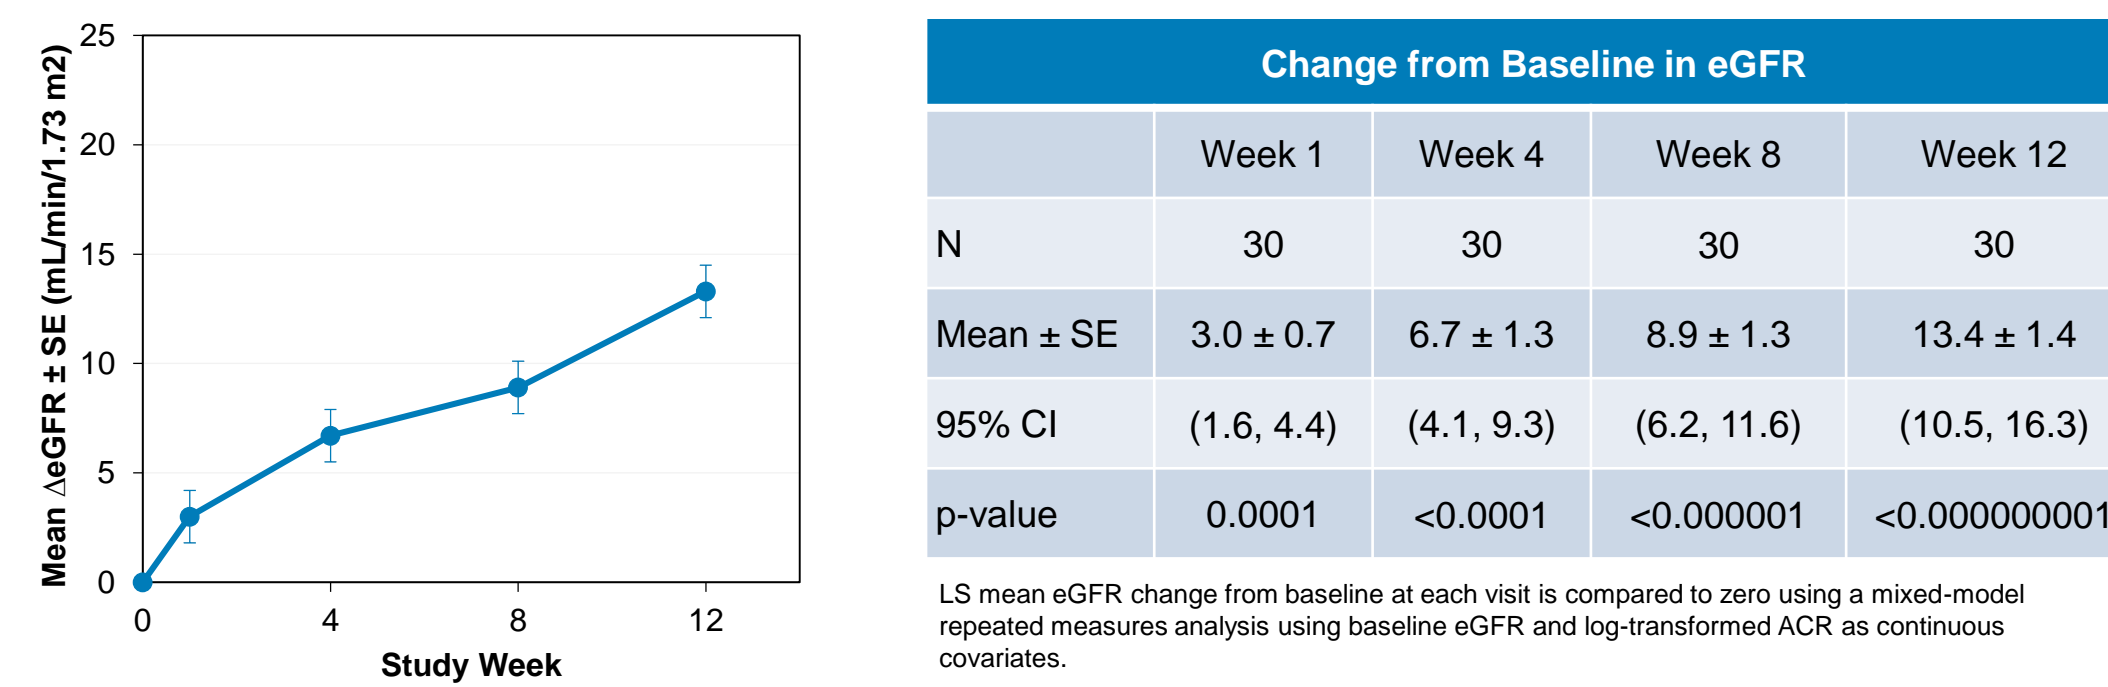 Mean ΔeGFR ± SE (mL/min/1.73 m2)
25
20
15
10
5
0
0 4 8 12
Study Week
Change from Baseline in eGFR
Week 1 Week 4 Week 8 Week 12
N 30 30 30 30
Mean ± SE 3.0 ± 0.7 6.7 ± 1.3 8.9 ± 1.3 13.4 ± 1.4
95% CI (1.6, 4.4) (4.1, 9.3) (6.2, 11.6) (10.5, 16.3)
p-value 0.0001 <0.0001 <0.000001 <0.000000001
LS mean eGFR change from baseline at each visit is compared to zero using a mixed-model
repeated measures analysis using baseline eGFR and log-transformed ACR as continuous
covariates.